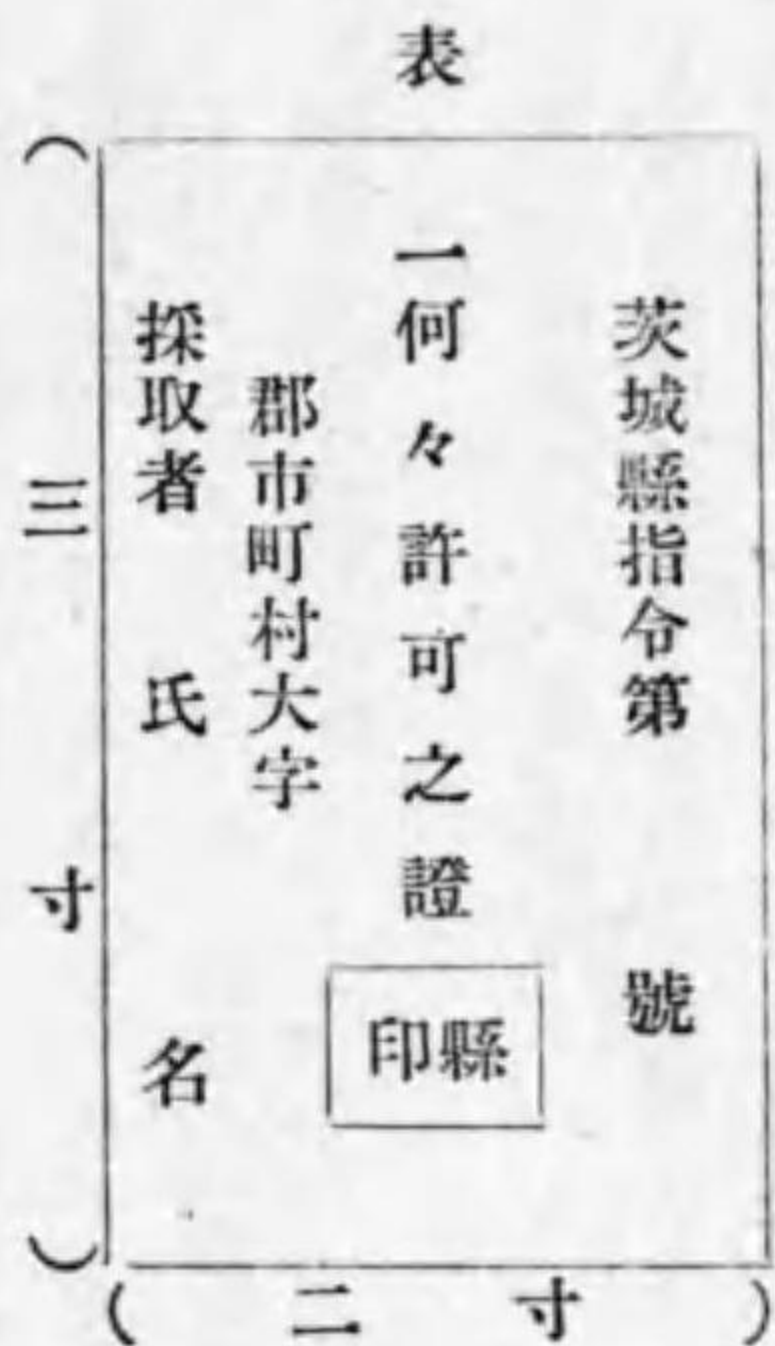 表
茨城縣指令第　　號
一何々許可之證
縣印
郡市町村大字
採取者　氏　　名
（三寸）
（二寸）